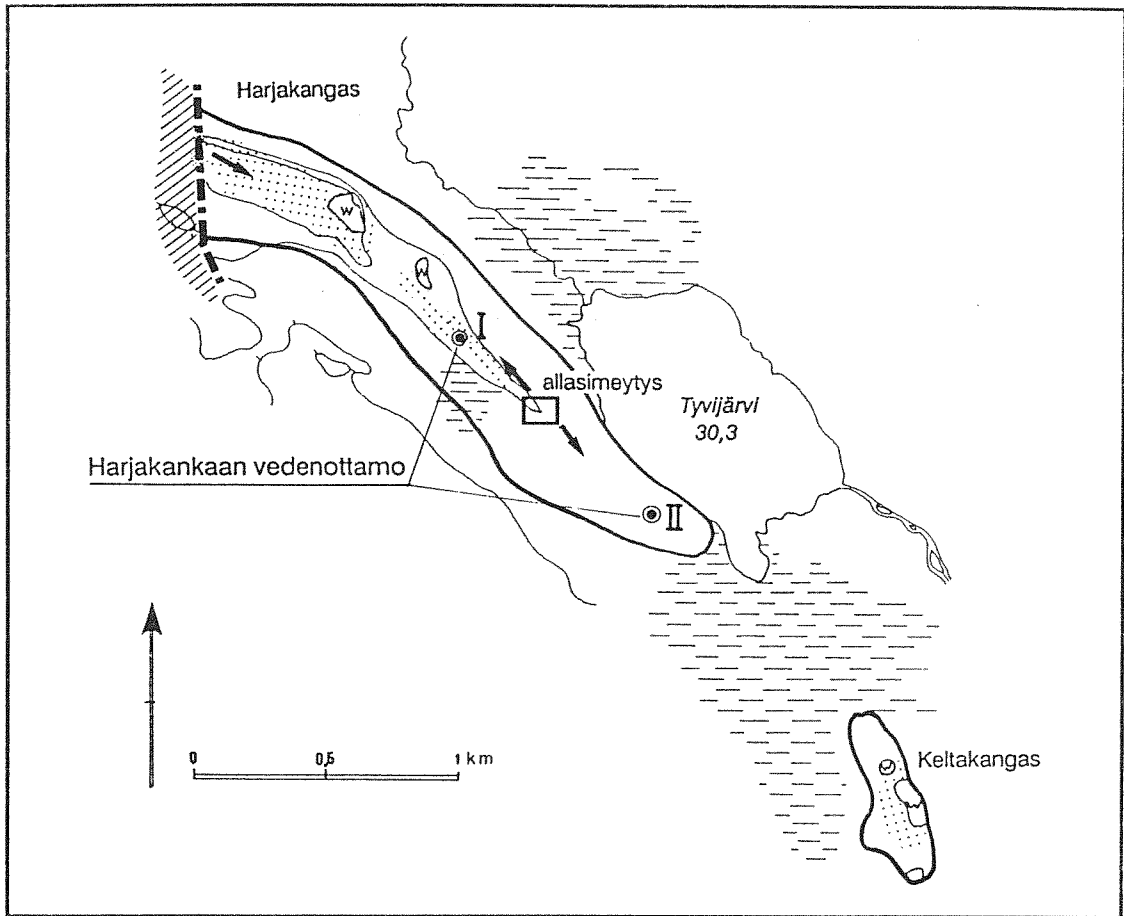 Harjakangas
W
I
allasimeytys
Tyvijärvi
30,3
Harjakankaan vedenottamo
II
0 0,5 1 km
Keltakangas